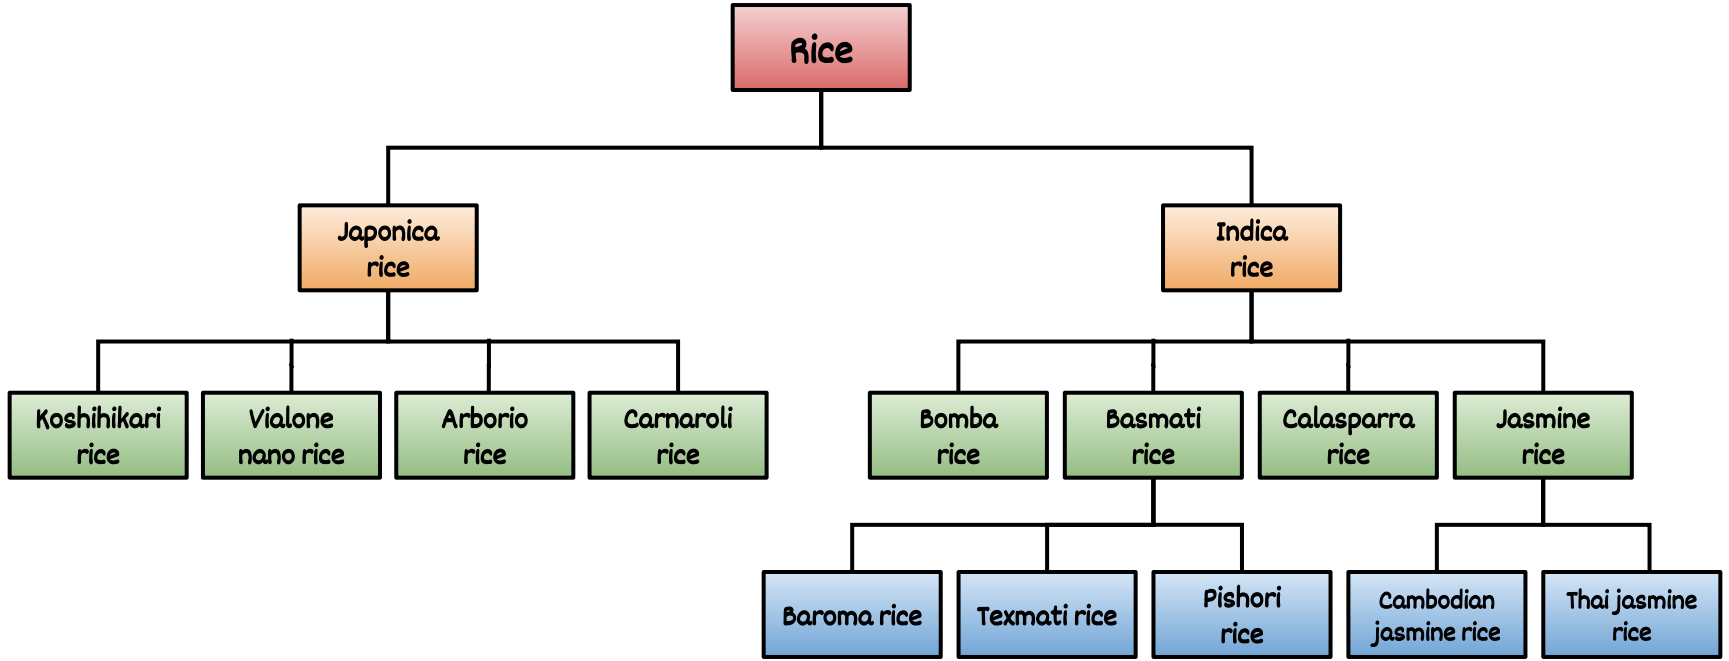 Rice
Japonica
rice
Indica
rice
Koshihikari
rice
Vialone
nano rice
Arborio
rice
Carnaroli
rice
Bomba
rice
Basmati
rice
Calasparra
rice
Jasmine
rice
Baroma rice
Texmati rice
Pishori
rice
Cambodian
jasmine rice
Thai jasmine
rice